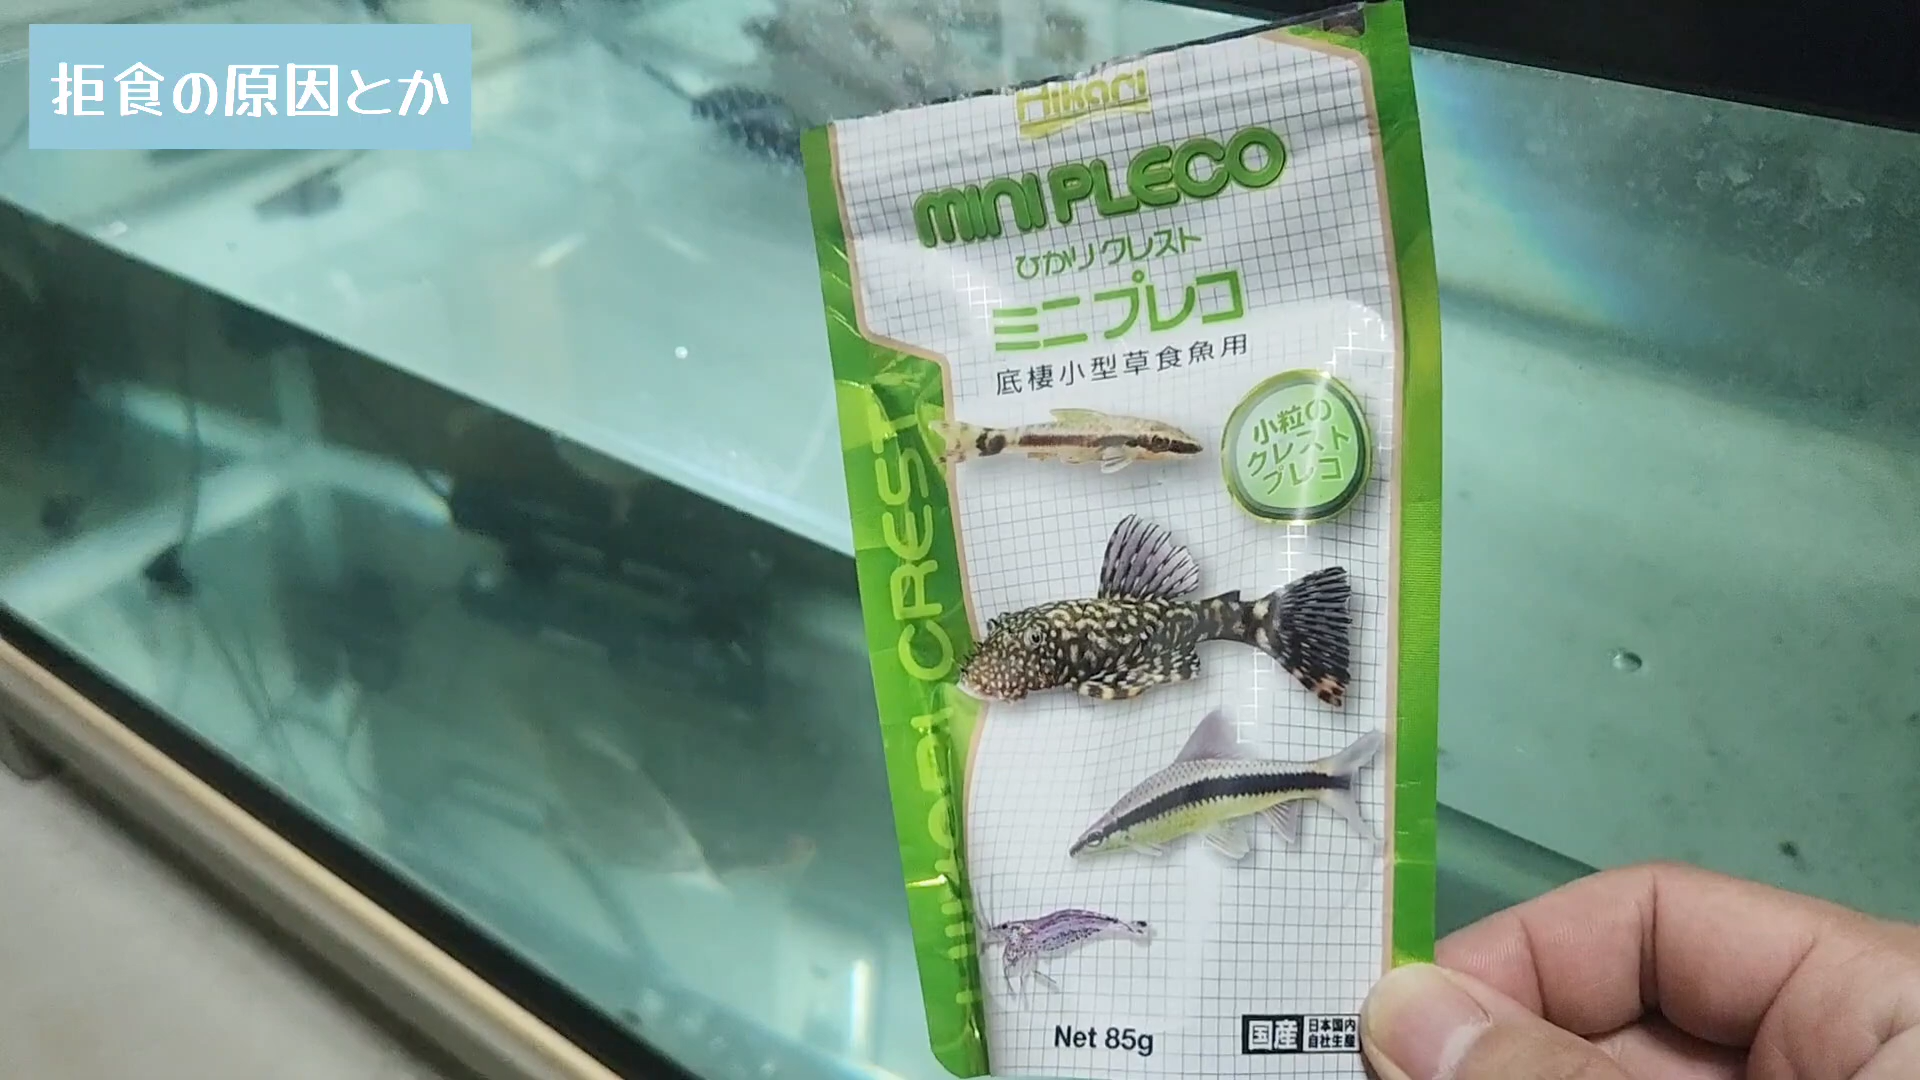 拒食の原因とか
Hikari
MINI PLECO
ひかりクレスト
ミニプレコ
底棲小型草食魚用
小粒の
クレスト
プレコ
HIKARI CREST
Net 85g
国産
日本国内
自社生産